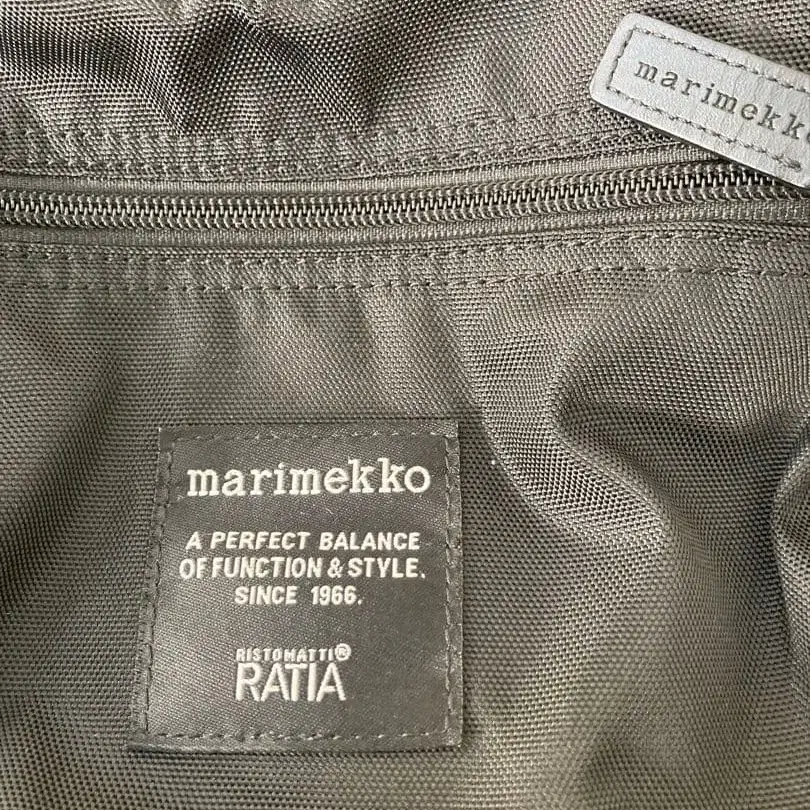 marimekko
marimekko
A PERFECT BALANCE
OF FUNCTION & STYLE.
SINCE 1966.
RISTOMATTI®
RATIA